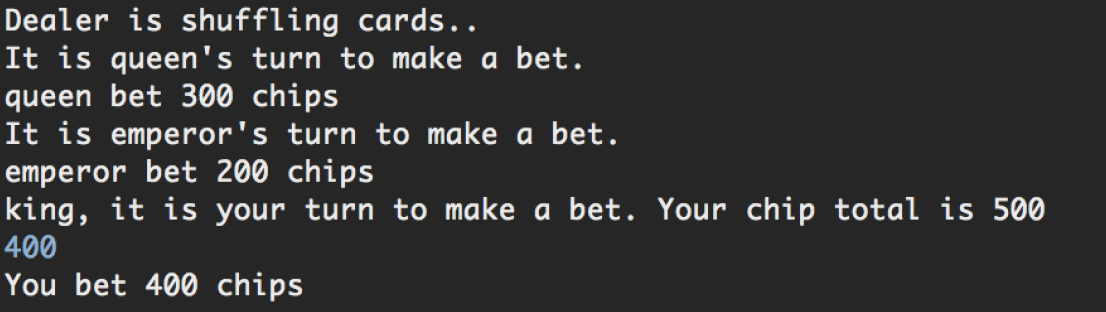 Dealer is shuffling cards..
It is queen's turn to make a bet.
queen bet 300 chips
It is emperor's turn to make a bet.
emperor bet 200 chips
king, it is your turn to make a bet. Your chip total is 500
400
You bet 400 chips